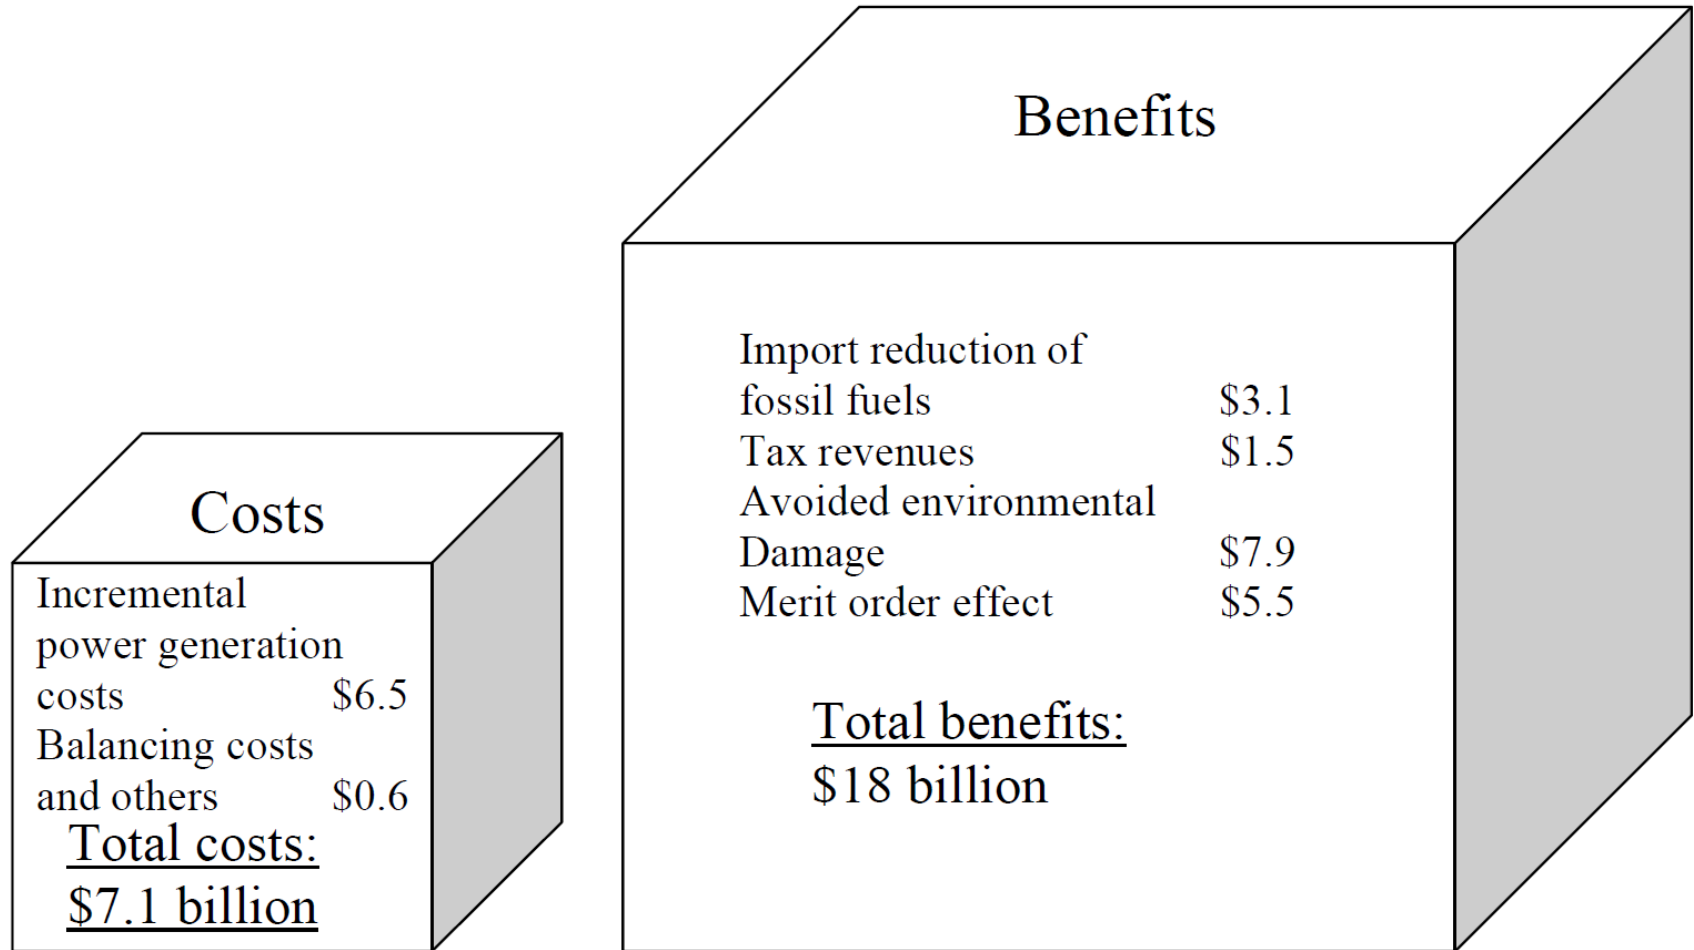 Costs
Incremental
power generation
costs $6.5
Balancing costs
and others $0.6
Total costs:
$7.1 billion
Benefits
Import reduction of
fossil fuels $3.1
Tax revenues $1.5
Avoided environmental
Damage $7.9
Merit order effect $5.5
Total benefits:
$18 billion